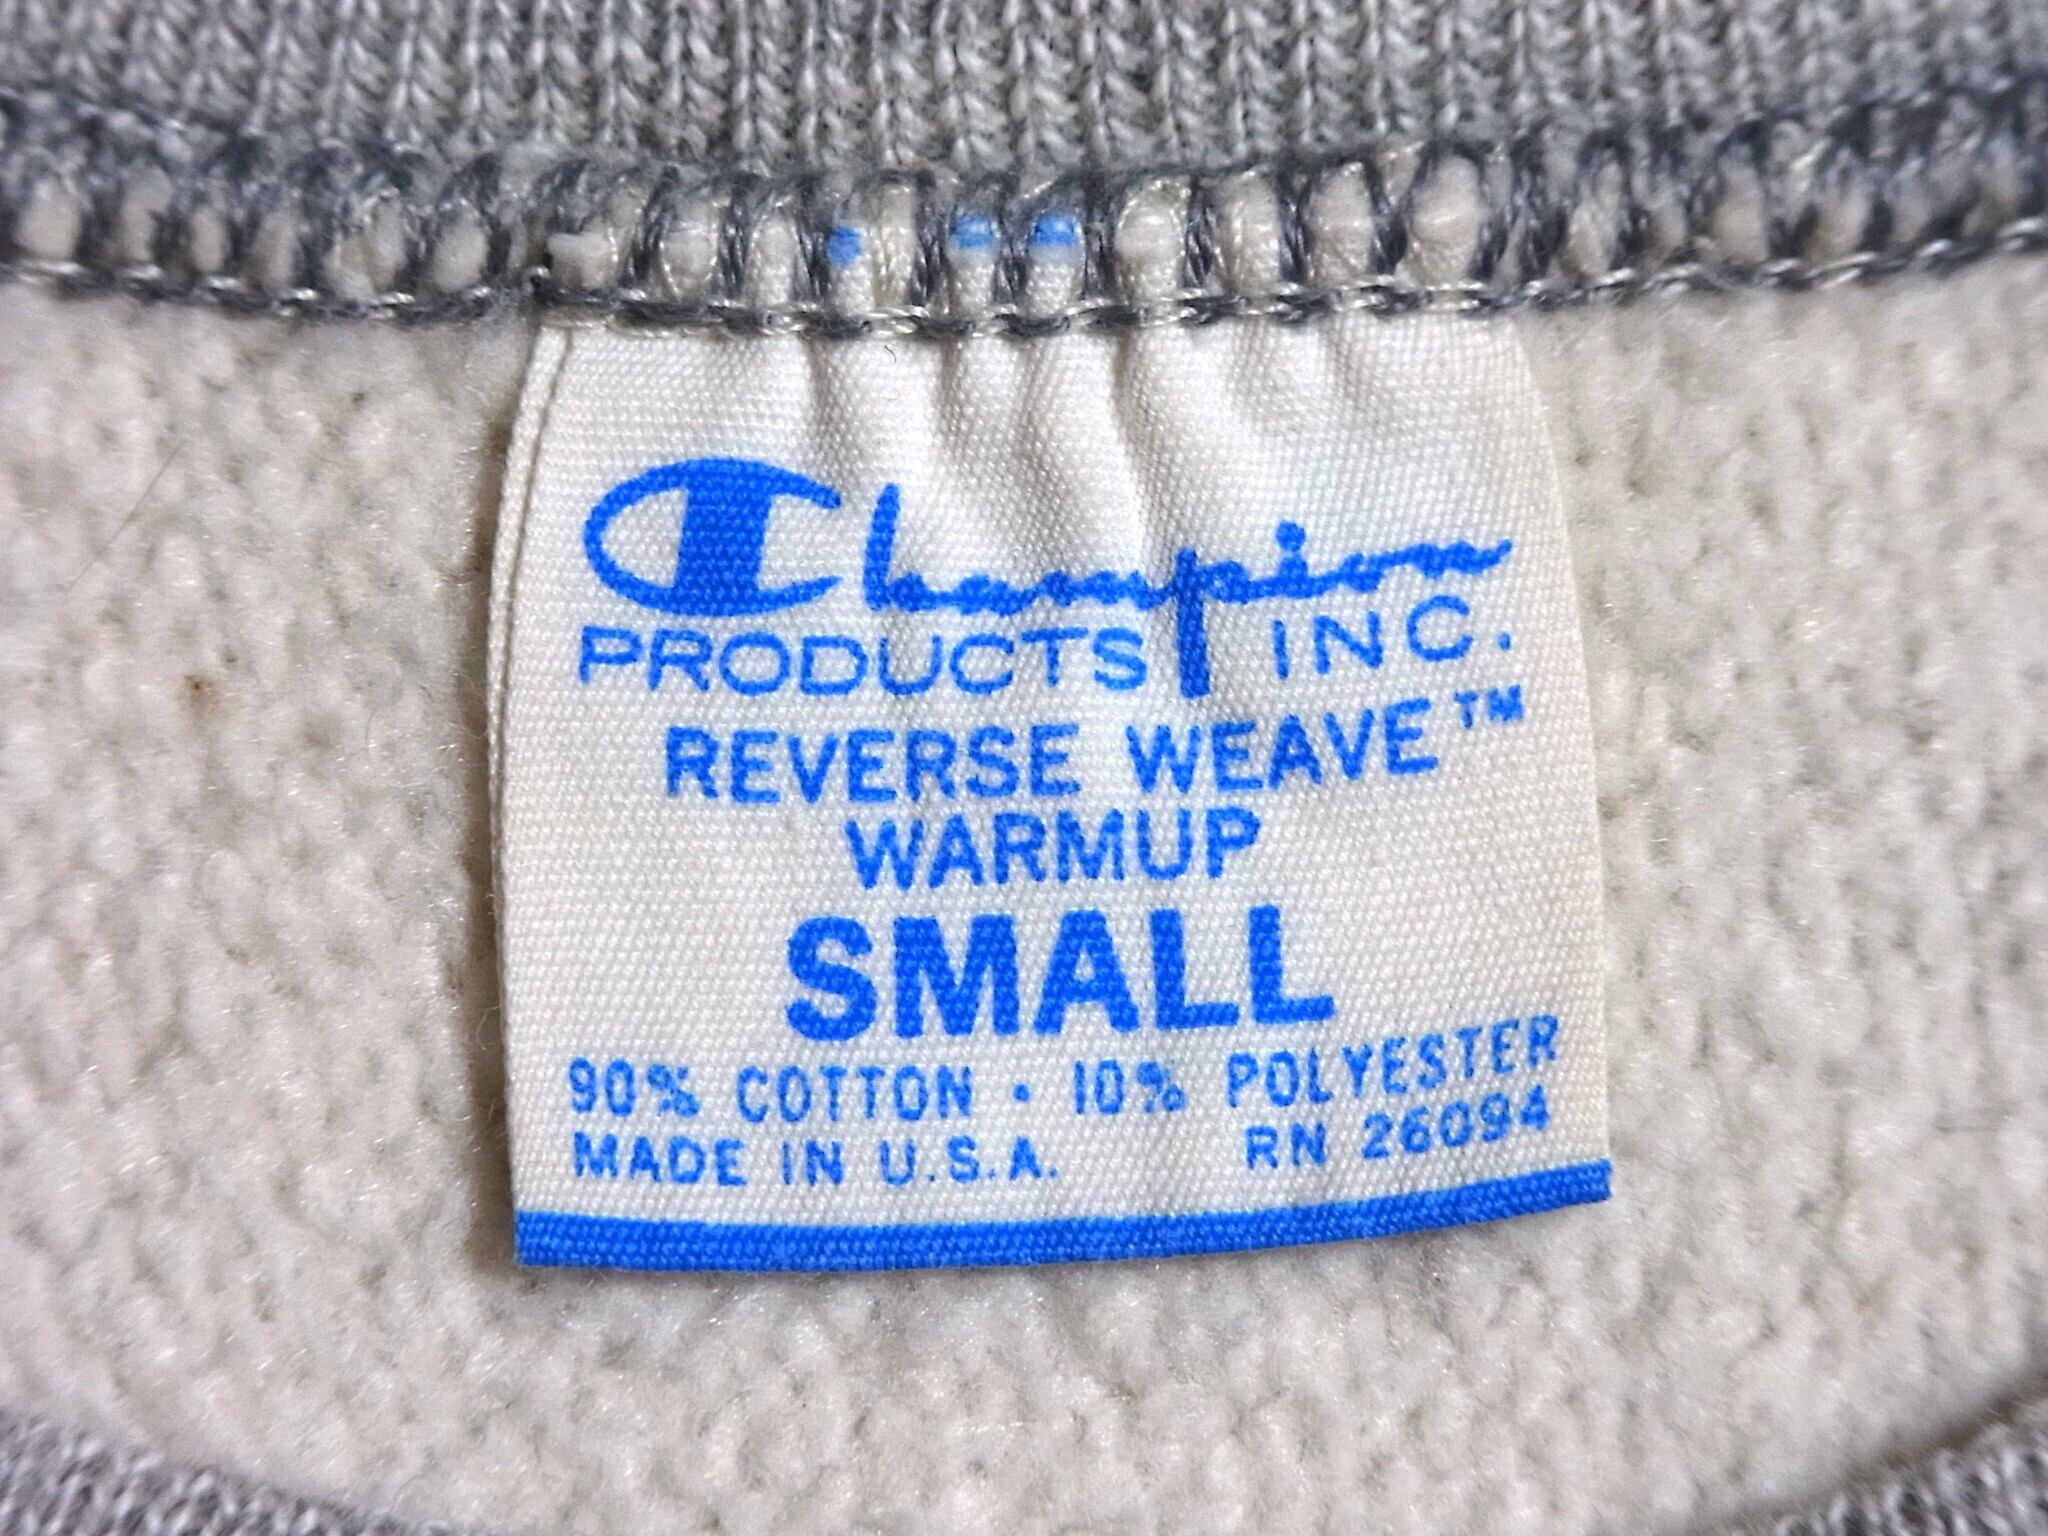 Champion
PRODUCTS INC.
REVERSE WEAVE™
WARMUP
SMALL
90% COTTON · 10% POLYESTER
MADE IN U.S.A. RN 26094